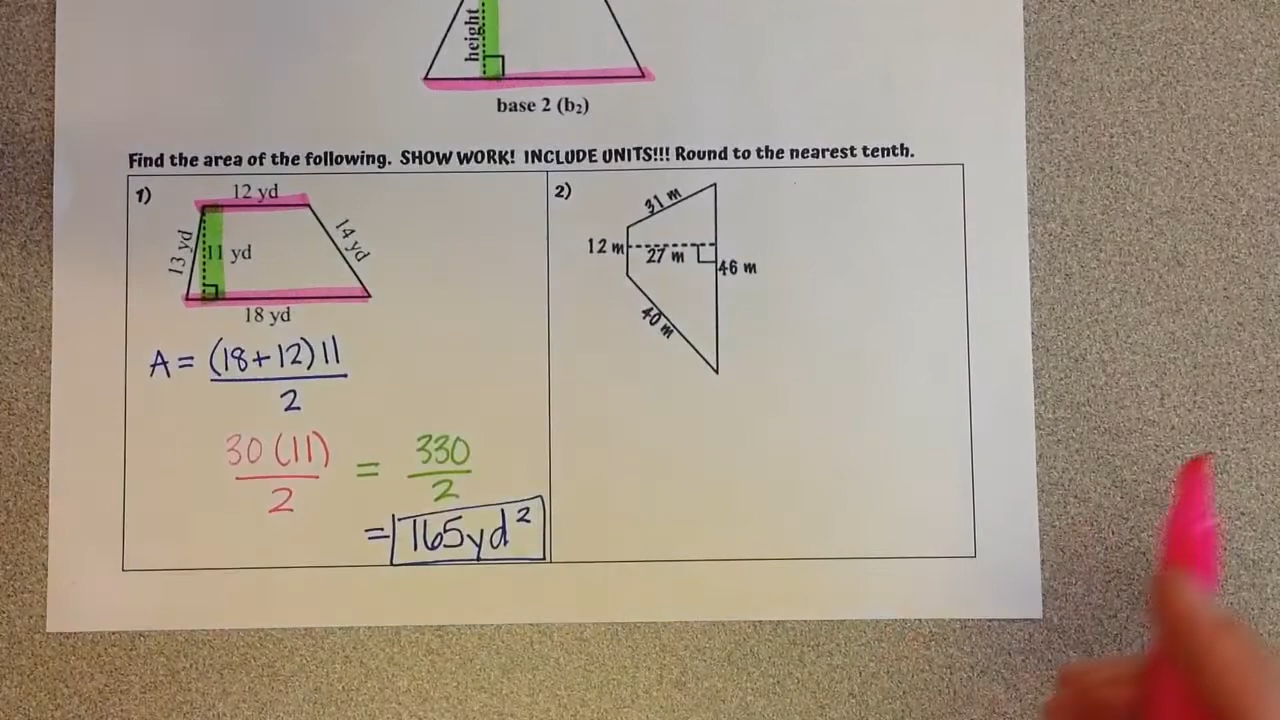 height
base 2 (b₂)
Find the area of the following. SHOW WORK! INCLUDE UNITS!!! Round to the nearest tenth.
1)
12 yd
13 yd
11 yd
14 yd
18 yd
A = (18+12)11
2
30(11)
2
= 330
2
= 165yd²
2)
31 m
12 m
27 m
46 m
40 m